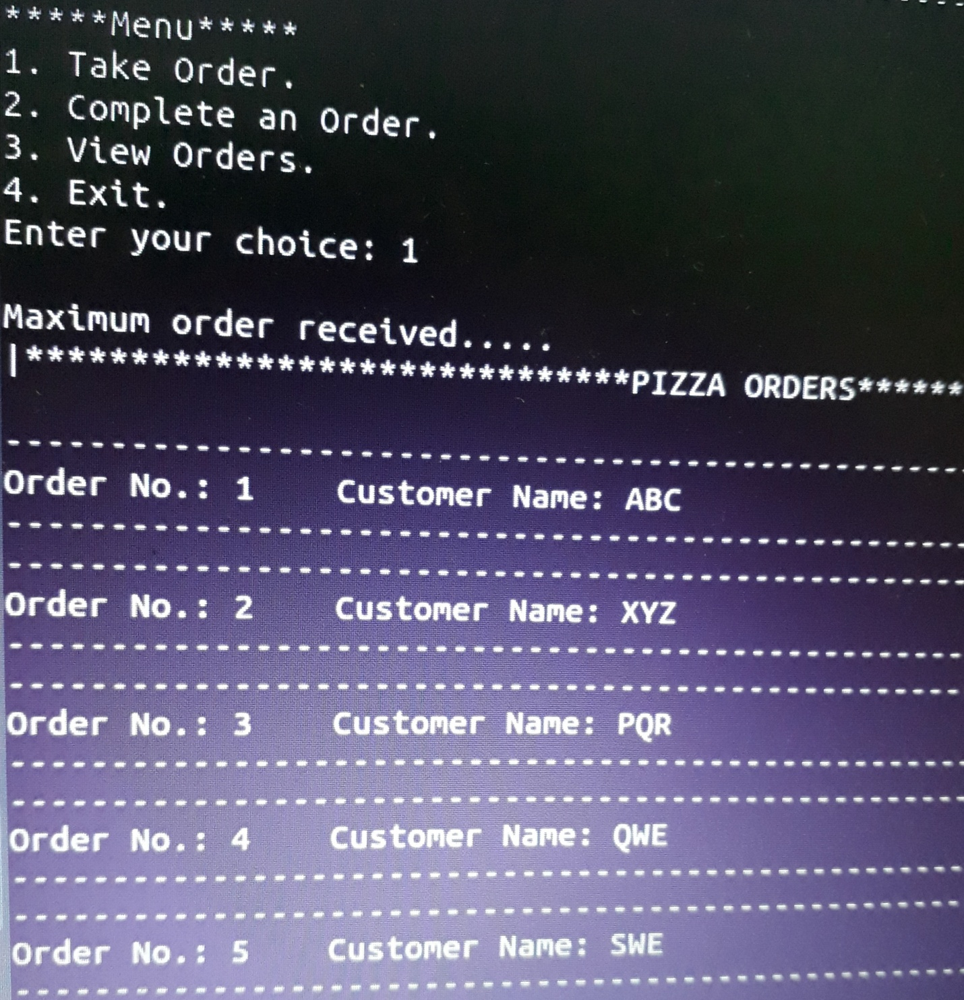 *****Menu*****
1. Take Order.
2. Complete an Order.
3. View Orders.
4. Exit.
Enter your choice: 1
Maximum order received.....
|*****************************PIZZA ORDERS******
------------------------------------------------
Order No.: 1    Customer Name: ABC
------------------------------------------------
------------------------------------------------
Order No.: 2    Customer Name: XYZ
------------------------------------------------
------------------------------------------------
Order No.: 3    Customer Name: PQR
------------------------------------------------
------------------------------------------------
Order No.: 4    Customer Name: QWE
------------------------------------------------
------------------------------------------------
Order No.: 5    Customer Name: SWE
------------------------------------------------